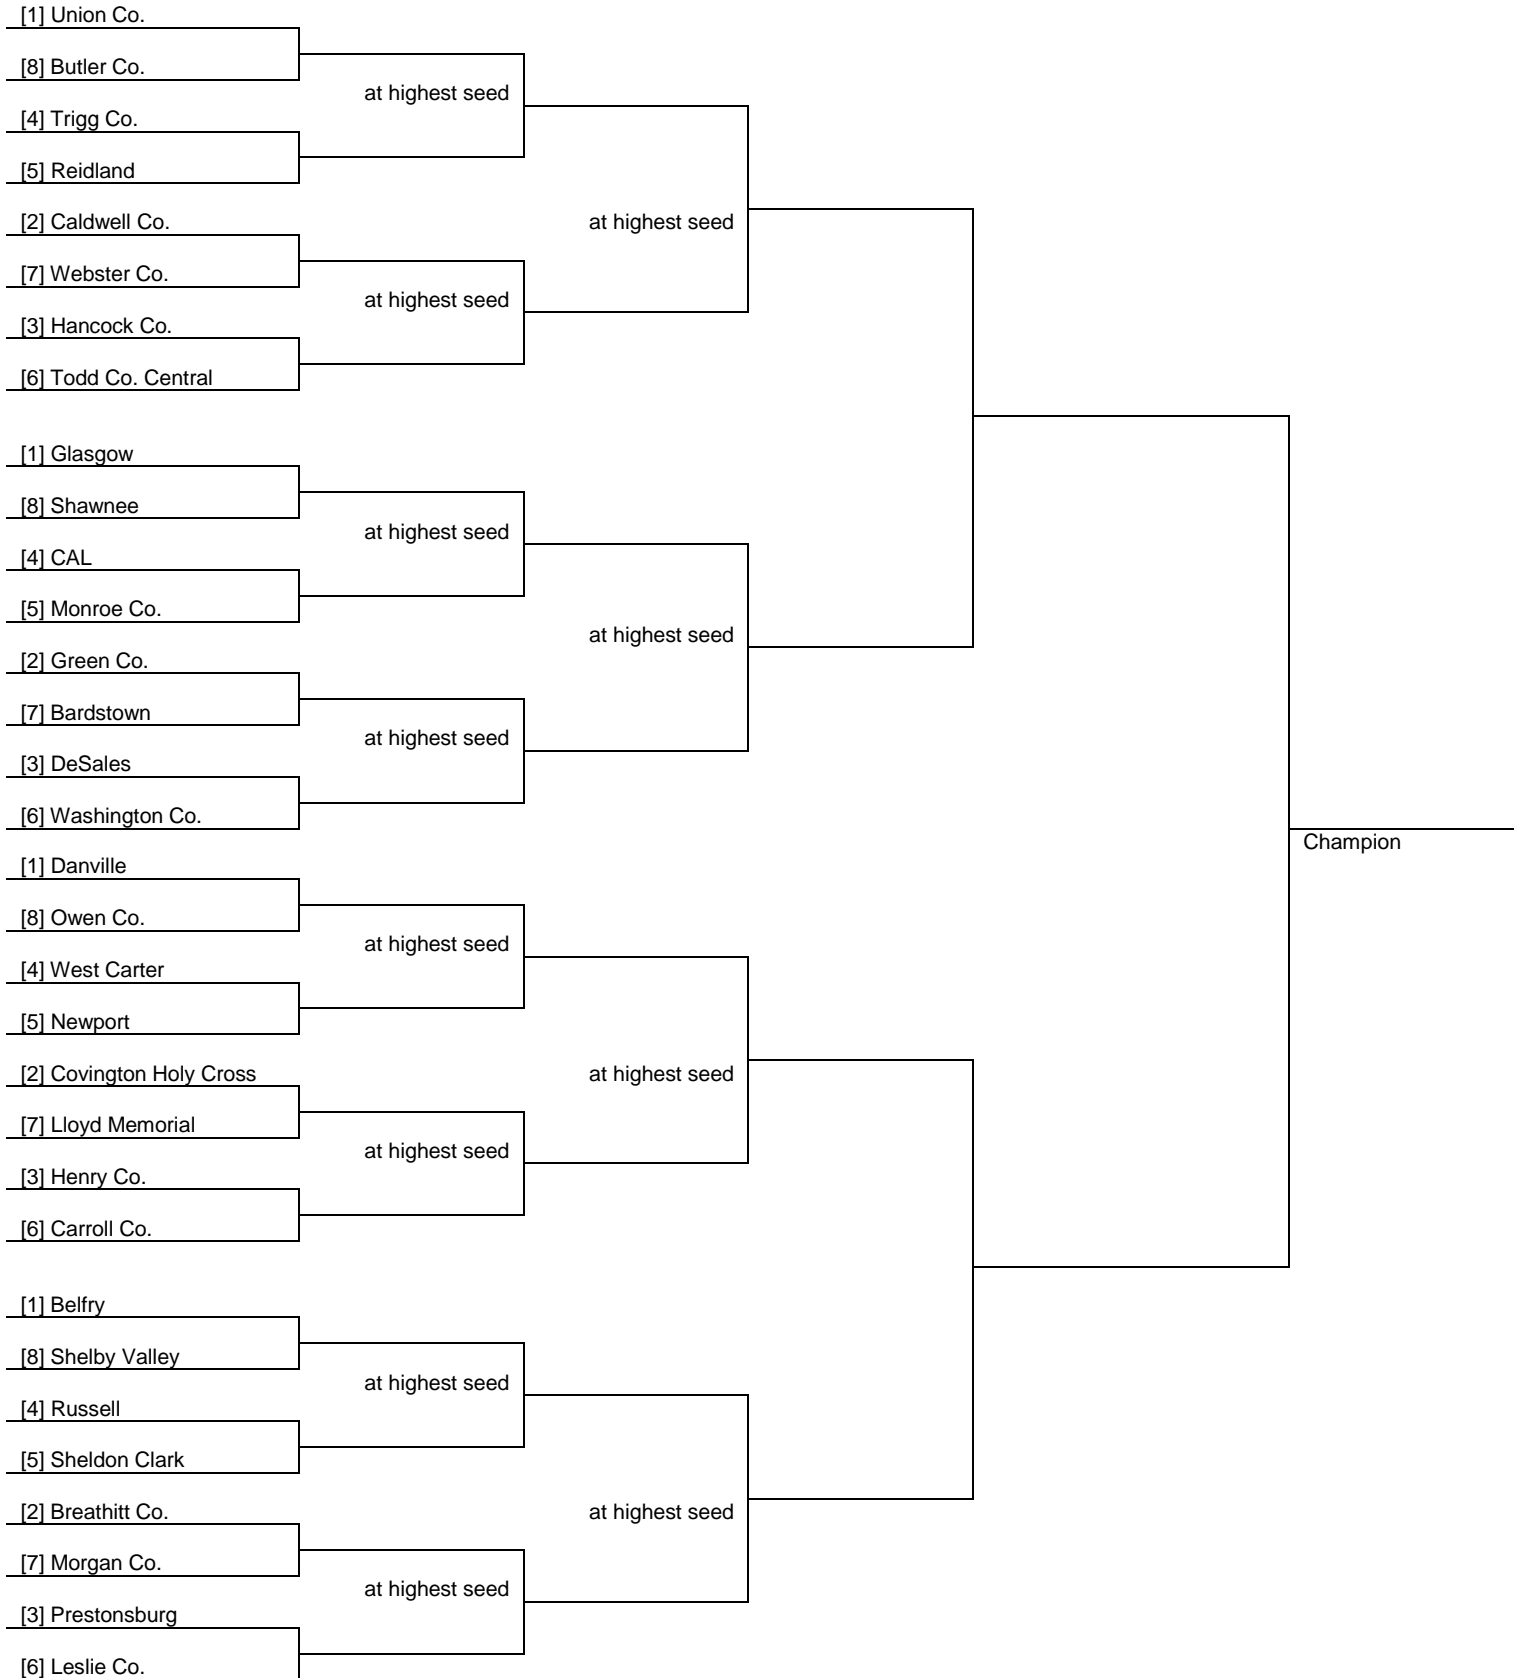 [1] Union Co.
[8] Butler Co.
at highest seed
[4] Trigg Co.
[5] Reidland
[2] Caldwell Co.
at highest seed
[7] Webster Co.
at highest seed
[3] Hancock Co.
[6] Todd Co. Central
[1] Glasgow
[8] Shawnee
at highest seed
[4] CAL
[5] Monroe Co.
at highest seed
[2] Green Co.
[7] Bardstown
at highest seed
[3] DeSales
[6] Washington Co.
Champion
[1] Danville
[8] Owen Co.
at highest seed
[4] West Carter
[5] Newport
[2] Covington Holy Cross
at highest seed
[7] Lloyd Memorial
at highest seed
[3] Henry Co.
[6] Carroll Co.
[1] Belfry
[8] Shelby Valley
at highest seed
[4] Russell
[5] Sheldon Clark
[2] Breathitt Co.
at highest seed
[7] Morgan Co.
at highest seed
[3] Prestonsburg
[6] Leslie Co.